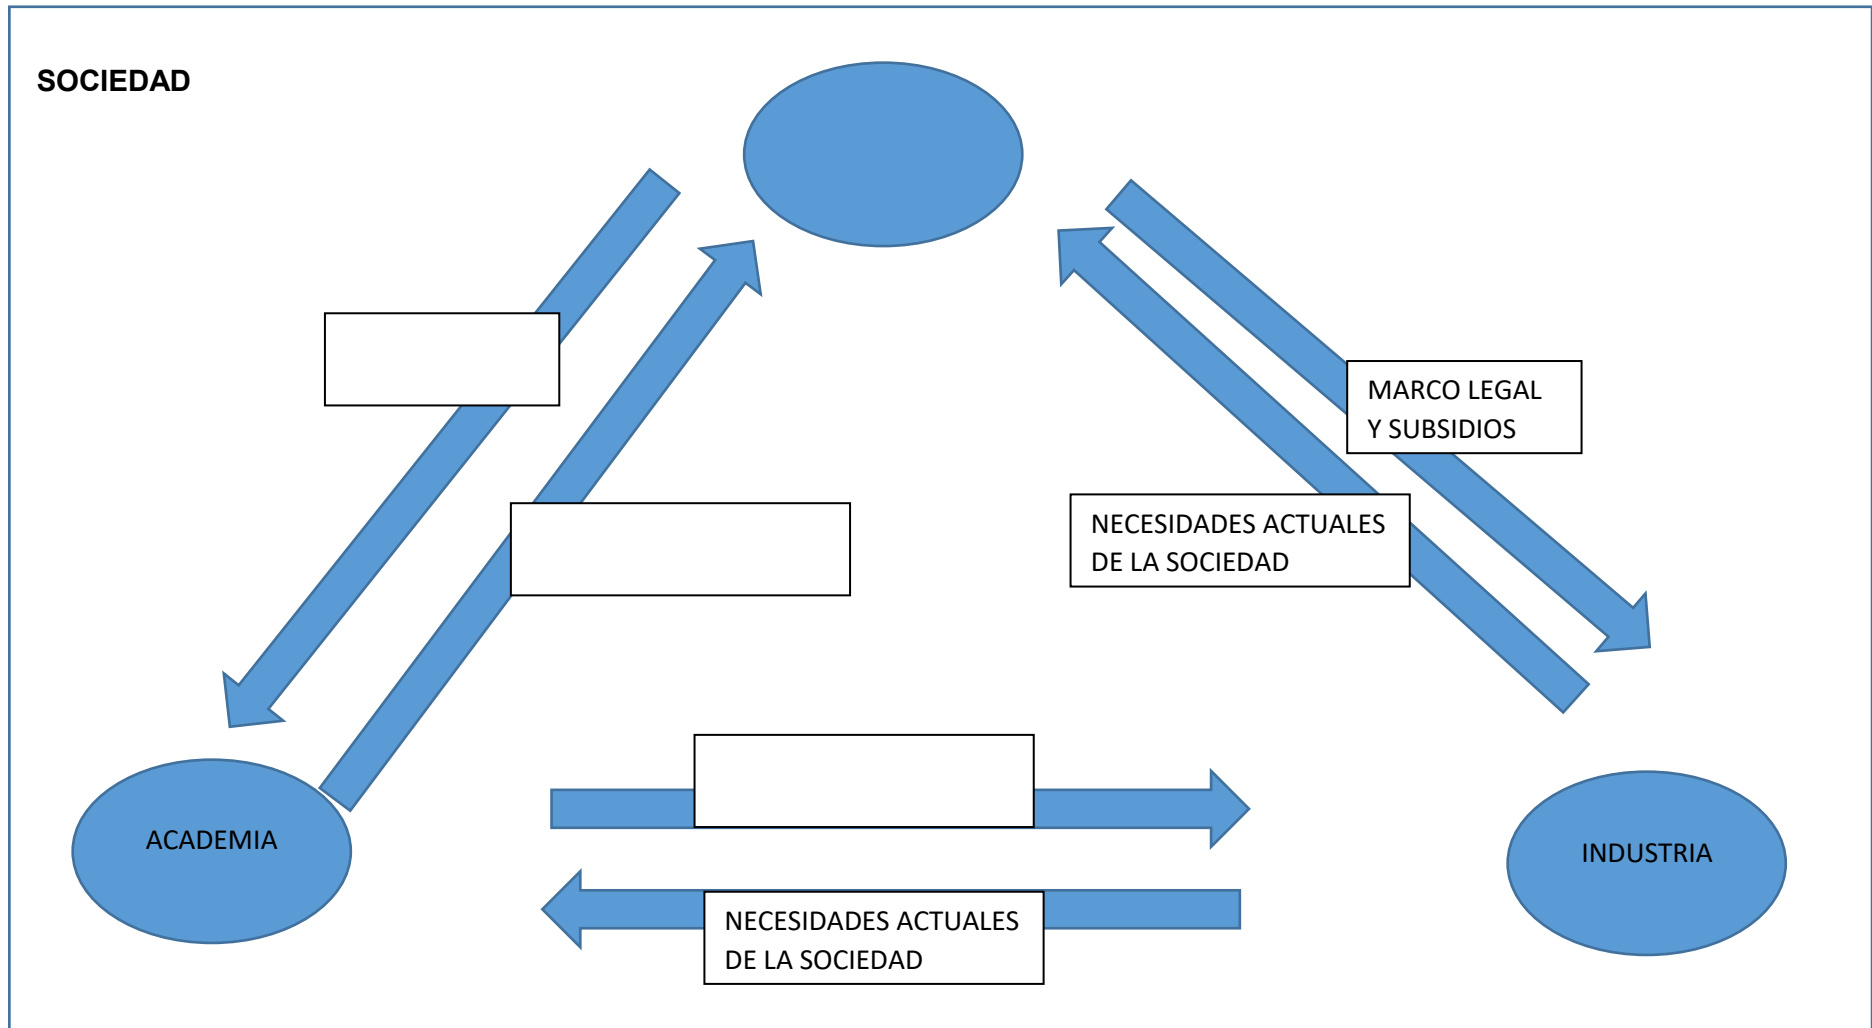 SOCIEDAD
MARCO LEGAL
Y SUBSIDIOS
NECESIDADES ACTUALES
DE LA SOCIEDAD
ACADEMIA
INDUSTRIA
NECESIDADES ACTUALES
DE LA SOCIEDAD